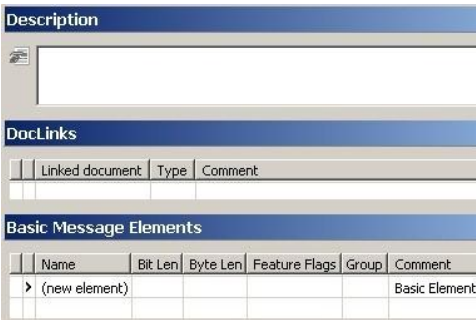 Description
DocLinks
Linked document Type Comment
Basic Message Elements
Name Bit Len Byte Len Feature Flags Group Comment
(new element) Basic Element